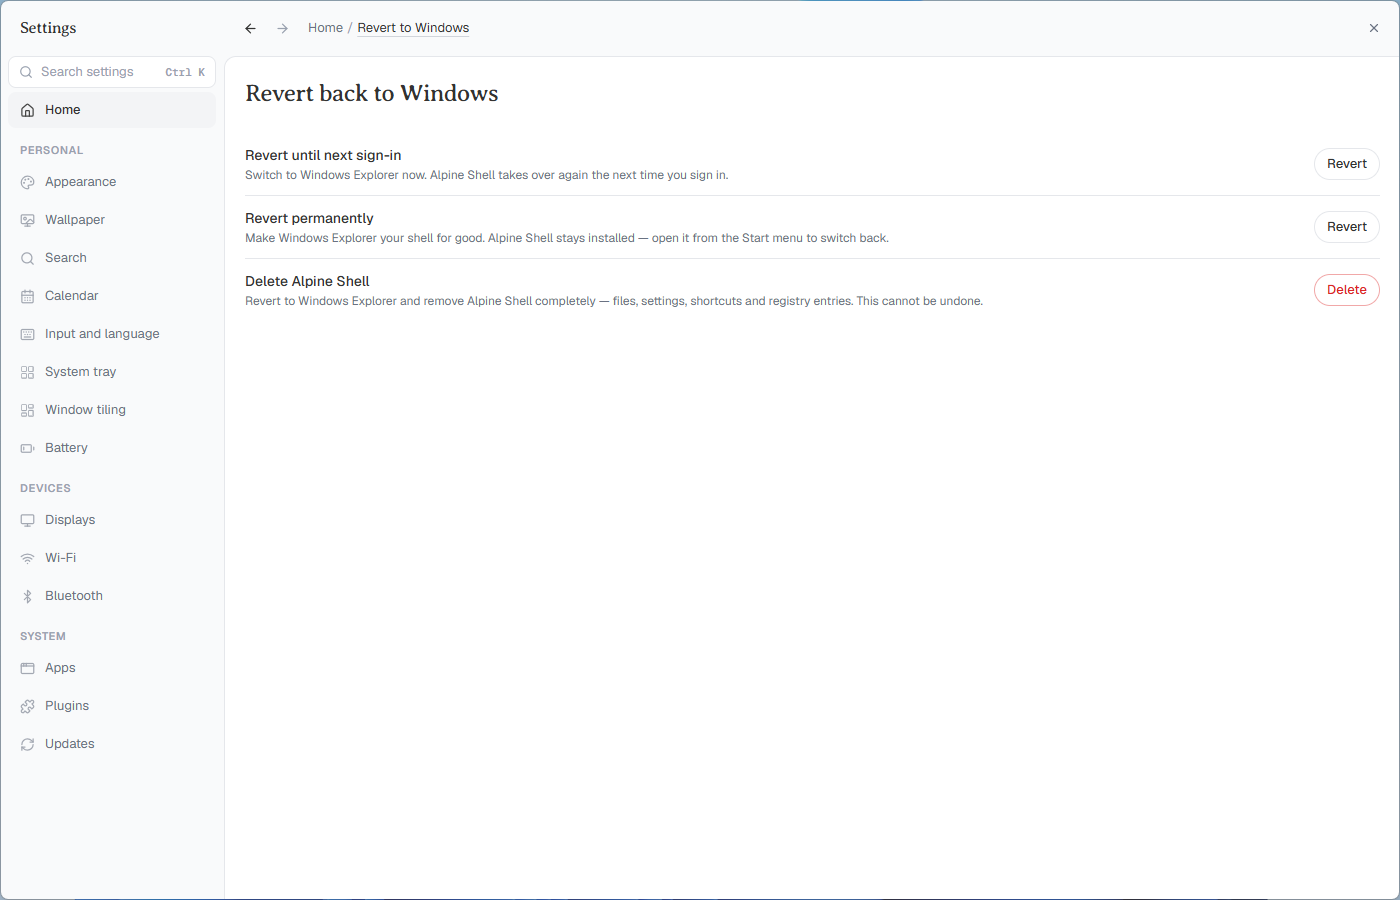 Settings
Home / Revert to Windows
Search settings Ctrl K
Home
PERSONAL
Appearance
Wallpaper
Search
Calendar
Input and language
System tray
Window tiling
Battery
DEVICES
Displays
Wi-Fi
Bluetooth
SYSTEM
Apps
Plugins
Updates
Revert back to Windows
Revert until next sign-in
Switch to Windows Explorer now. Alpine Shell takes over again the next time you sign in.
Revert
Revert permanently
Make Windows Explorer your shell for good. Alpine Shell stays installed — open it from the Start menu to switch back.
Revert
Delete Alpine Shell
Revert to Windows Explorer and remove Alpine Shell completely — files, settings, shortcuts and registry entries. This cannot be undone.
Delete